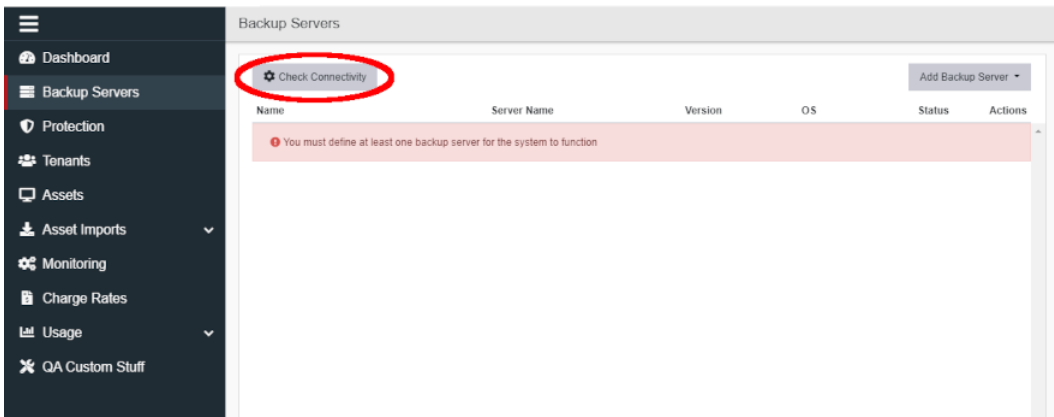 Backup Servers
Dashboard
Backup Servers
Protection
Tenants
Assets
Asset Imports
Monitoring
Charge Rates
Usage
QA Custom Stuff
Check Connectivity
Add Backup Server
Name Server Name Version OS Status Actions
You must define at least one backup server for the system to function